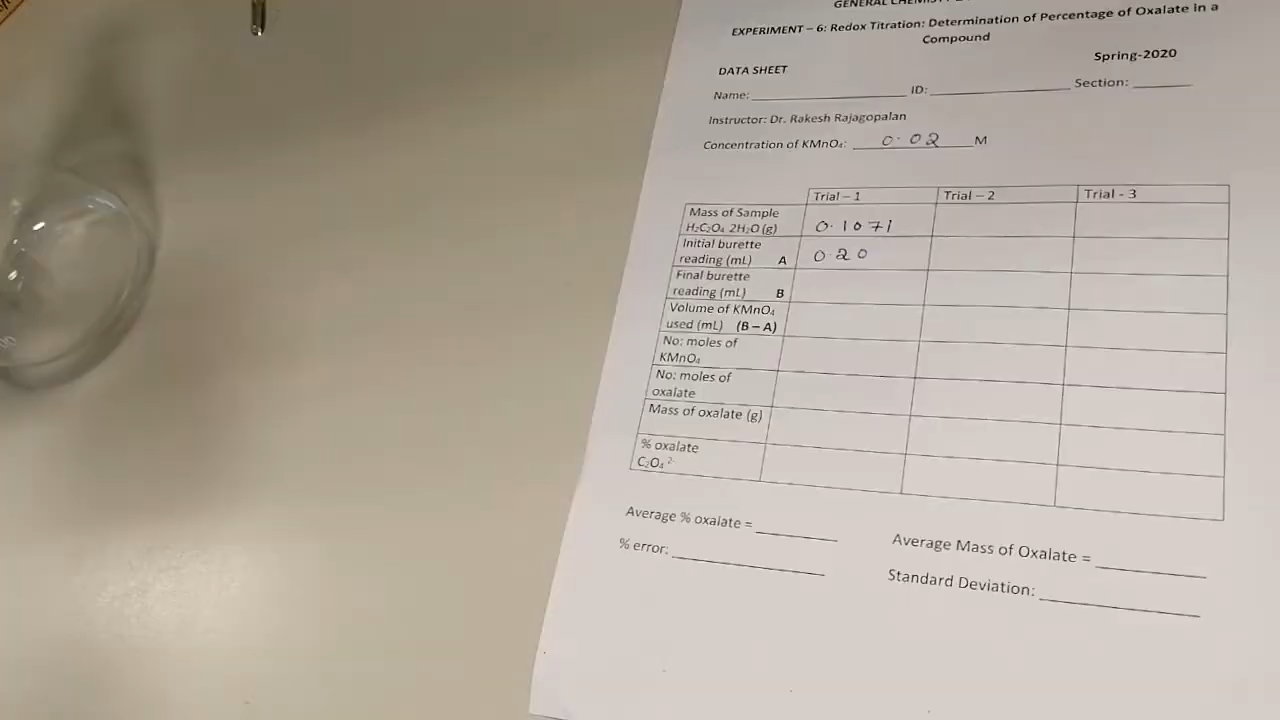 EXPERIMENT – 6: Redox Titration: Determination of Percentage of Oxalate in a
Compound
Spring-2020
DATA SHEET
Name: ID: Section:
Instructor: Dr. Rakesh Rajagopalan
Concentration of KMnO₄: 0.02 M
Trial – 1 Trial – 2 Trial - 3
Mass of Sample
H₂C₂O₄ 2H₂O (g) 0.1071
Initial burette
reading (mL) A 0.20
Final burette
reading (mL) B
Volume of KMnO₄
used (mL) (B – A)
No: moles of
KMnO₄
No: moles of
oxalate
Mass of oxalate (g)
% oxalate
C₂O₄ ²⁻
Average % oxalate = Average Mass of Oxalate =
% error: Standard Deviation: